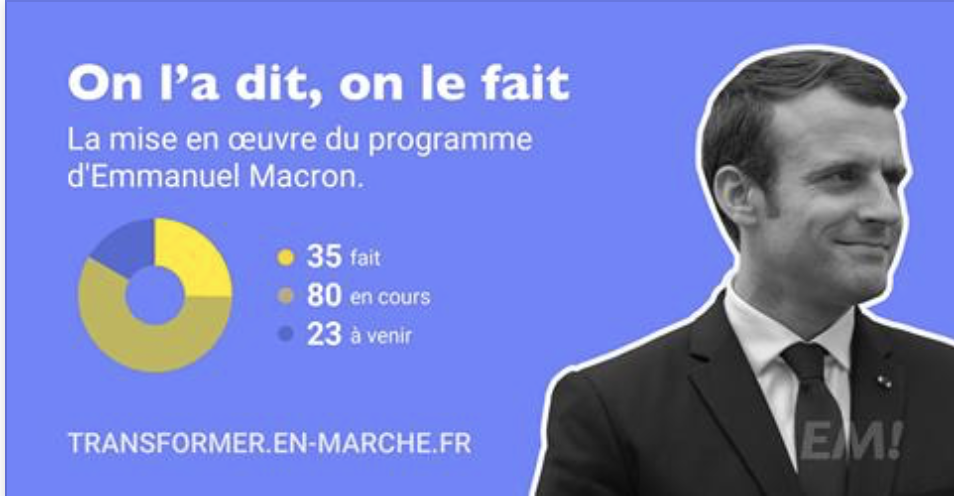 On l’a dit, on le fait
La mise en œuvre du programme
d'Emmanuel Macron.
35 fait
80 en cours
23 à venir
TRANSFORMER.EN-MARCHE.FR
EM!